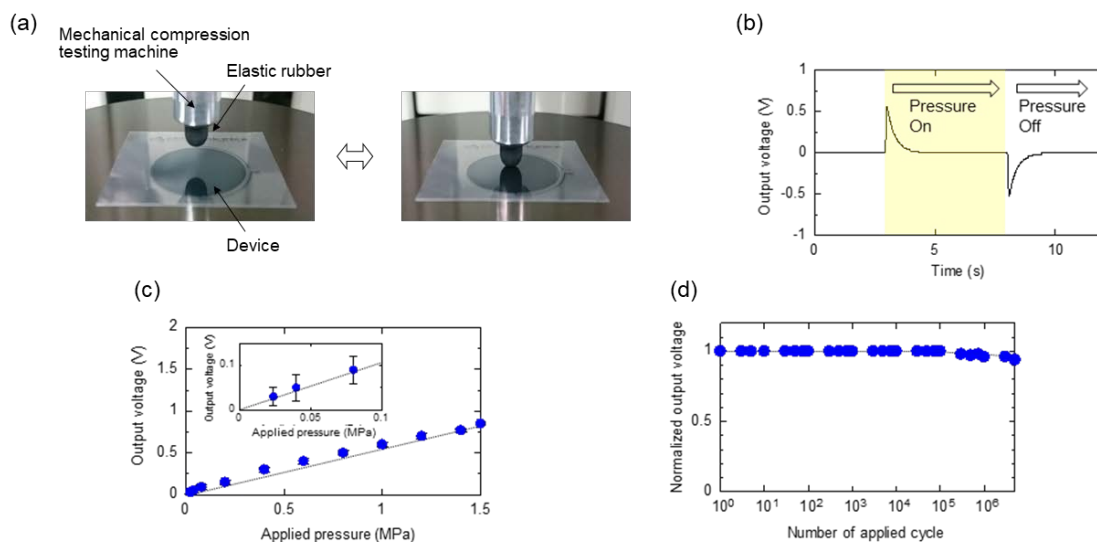 (a)
Mechanical compression
testing machine
Elastic rubber
Device
(b)
Output voltage (V)
1
0.5
0
-0.5
-1
Pressure
On
Pressure
Off
0
5
10
Time (s)
(c)
Output voltage (V)
2
1.5
1
0.5
0
0
0.5
1
1.5
Applied pressure (MPa)
Output voltage (V)
0.1
0
0
0.05
0.1
Applied pressure (MPa)
(d)
Normalized output voltage
1
0.5
0
10⁰
10¹
10²
10³
10⁴
10⁵
10⁶
Number of applied cycle